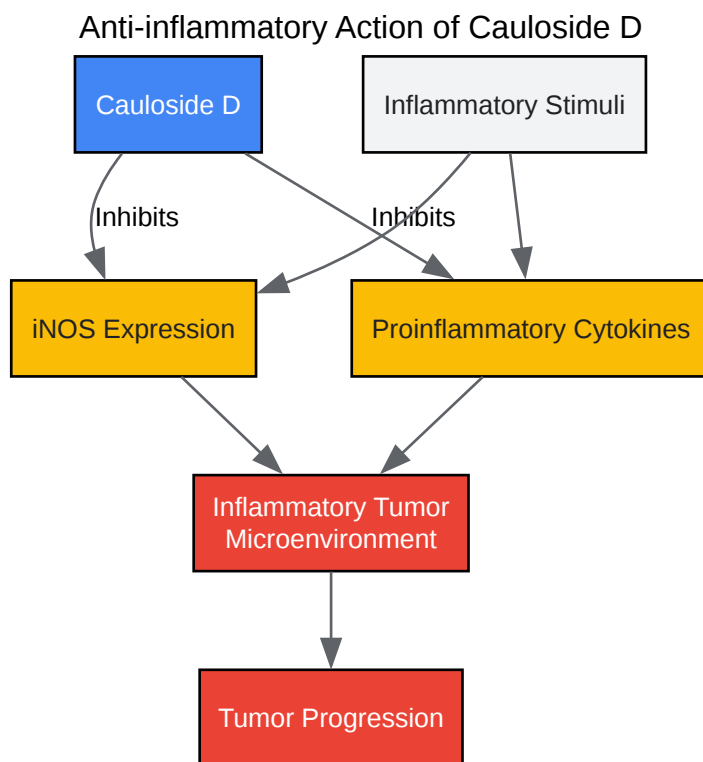 Anti-inflammatory Action of Cauloside D
Cauloside D
Inflammatory Stimuli
Inhibits
Inhibits
iNOS Expression
Proinflammatory Cytokines
Inflammatory Tumor
Microenvironment
Tumor Progression